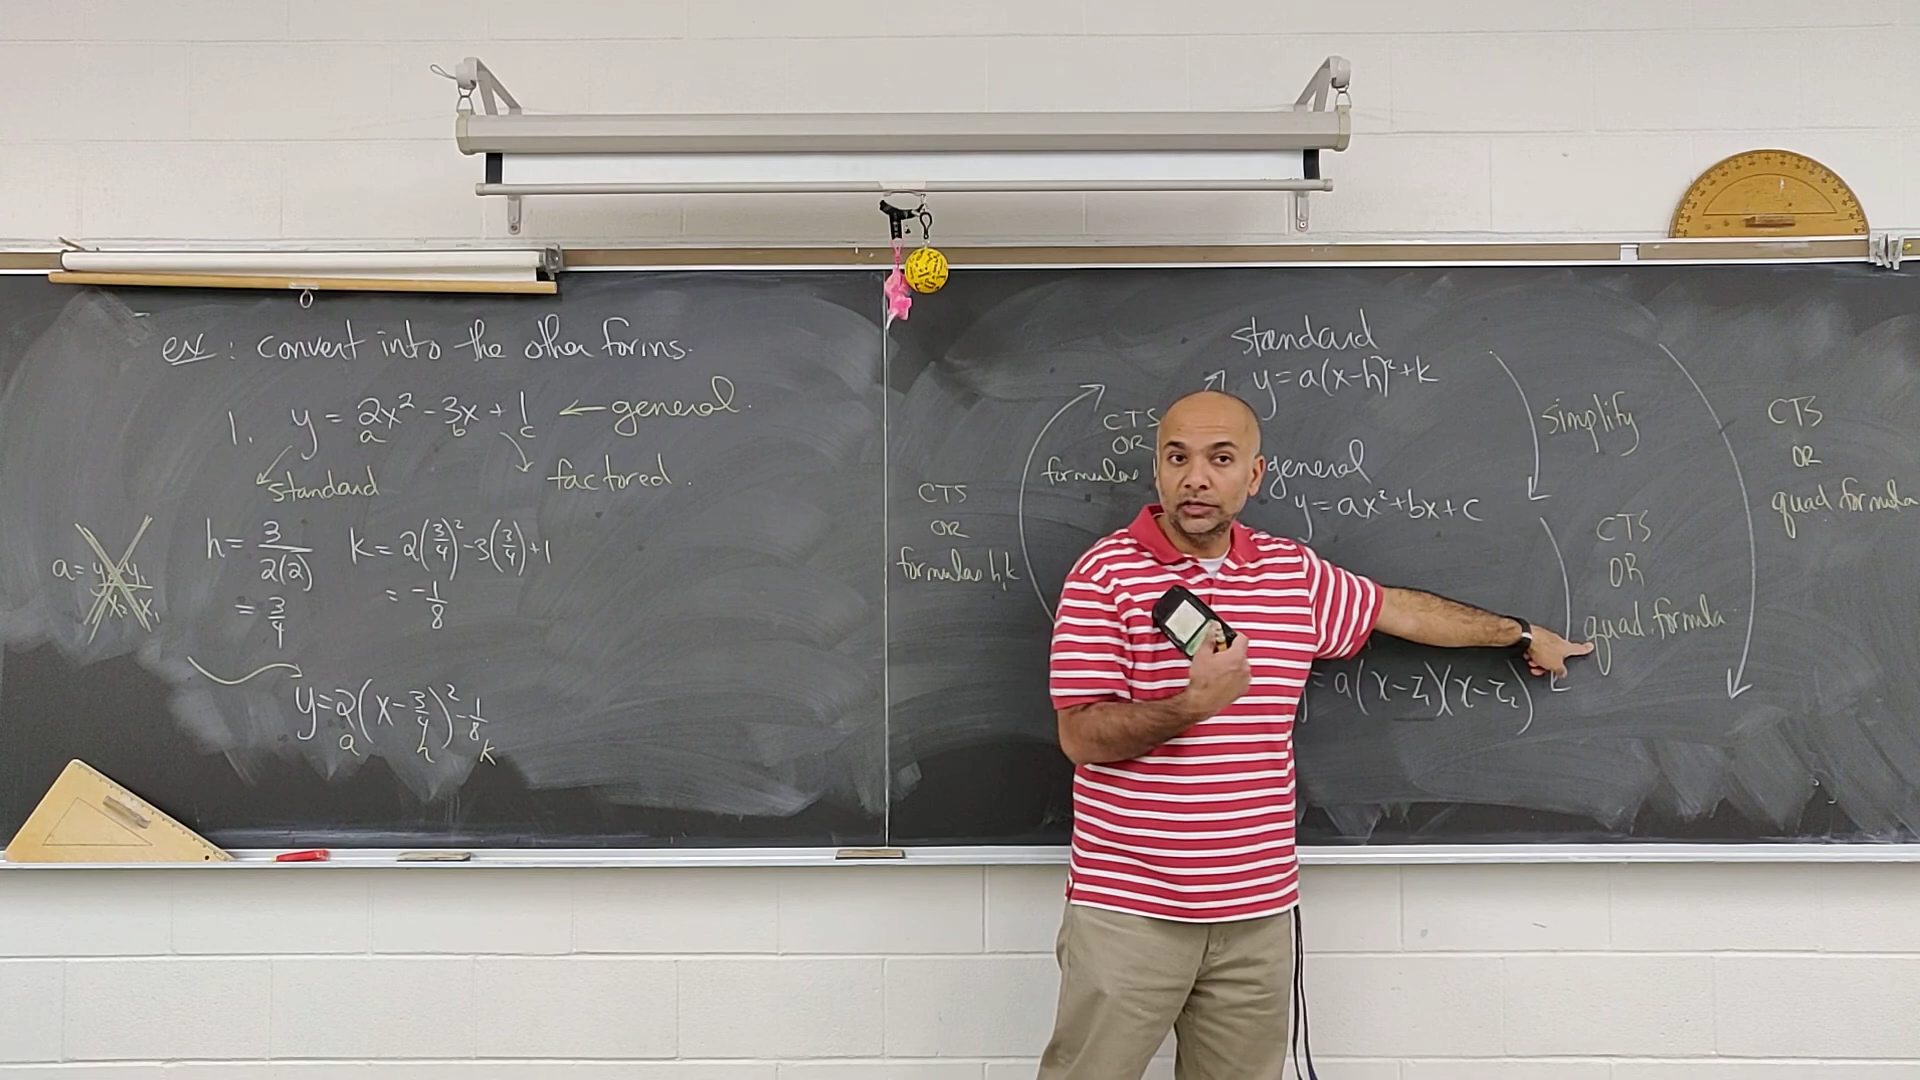 ex: convert into the other forms.
1. y = 2x² - 3x + 1 ← general.
a b c
standard
factored.
h = 3/2(2)
= 3/4
k = 2(3/4)² - 3(3/4) + 1
= -1/8
y = 2(x - 3/4)² - 1/8
a h k
standard
y = a(x-h)² + k
CTS
OR
general
y = ax² + bx + c
CTS
OR
formulas h, k
simplify
CTS
OR
quad. formula
CTS
OR
quad formula
= a(x - z₁)(x - z₂)